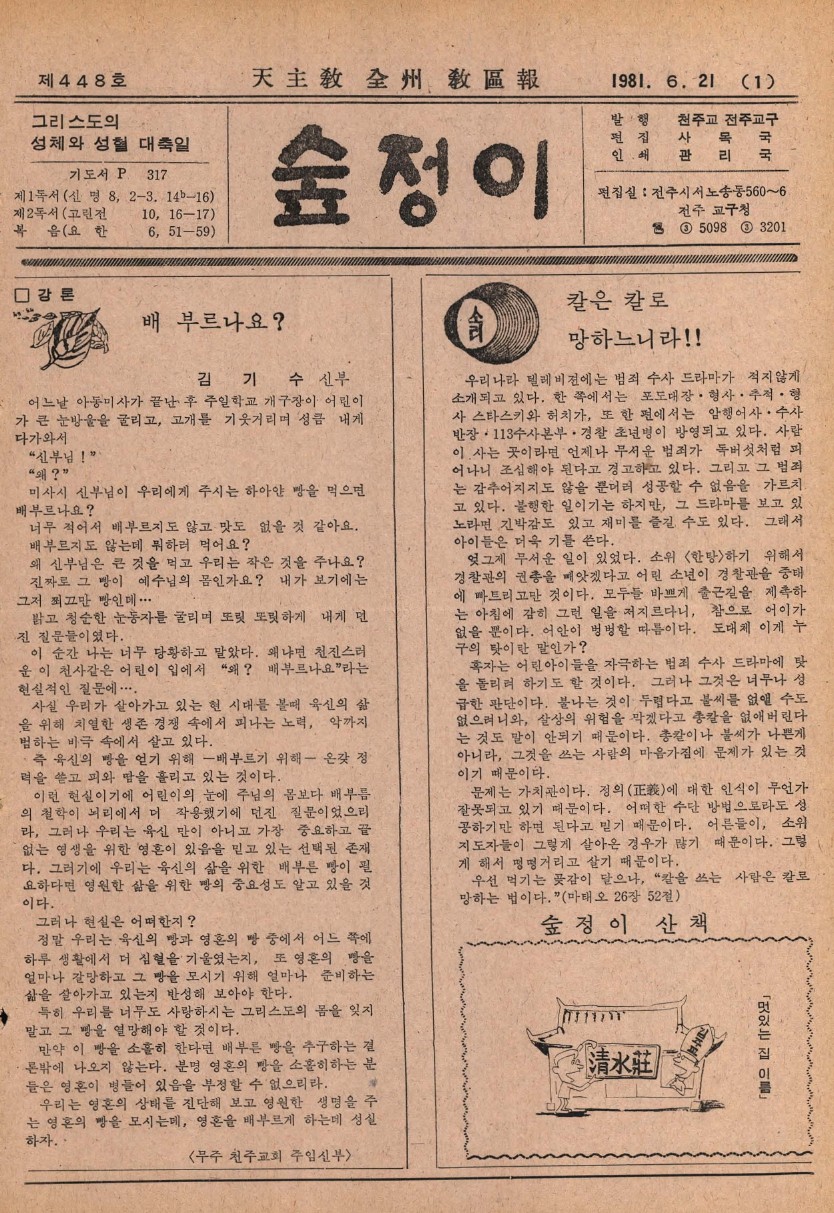 제448호
天主敎 全州 敎區報
1981. 6. 21 (1)
그리스도의
성체와 성혈 대축일
기도서 P 317
제1독서(신 명 8, 2-3, 14ᵇ-16)
제2독서(고린전 10, 16-17)
복 음(요 한 6, 51-59)
숲정이
발 행 천주교 전주교구
편 집 사 목 국
인 쇄 관 리 국
편집실 : 전주시서노송동560~6
전주 교구청
☎ ③ 5098 ③ 3201
□ 강 론
배 부르나요?
김 기 수 신부
어느날 아동미사가 끝난 후 주일학교 개구장이 어린이
가 큰 눈방울을 굴리고, 고개를 기웃거리며 성큼 내게
다가와서
“신부님!”
“왜?”
미사시 신부님이 우리에게 주시는 하아얀 빵을 먹으면
배부르나요?
너무 적어서 배부르지도 않고 맛도 없을 것 같아요.
배부르지도 않는데 뭐하러 먹어요?
왜 신부님은 큰 것을 먹고 우리는 작은 것을 주나요?
진짜로 그 빵이 예수님의 몸인가요? 내가 보기에는
그저 쬐끄만 빵인데…
맑고 청순한 눈동자를 굴리며 또릿 또릿하게 내게 던
진 질문들이었다.
이 순간 나는 너무 당황하고 말았다. 왜냐면 천진스러
운 이 천사같은 어린이 입에서 “왜? 배부르나요”라는
현실적인 질문에….
사실 우리가 살아가고 있는 현 시대를 볼때 육신의 삶
을 위해 치열한 생존 경쟁 속에서 피나는 노력, 악까지
범하는 비극 속에서 살고 있다.
즉 육신의 빵을 얻기 위해 —배부르기 위해— 온갖 정
력을 쏟고 피와 땀을 흘리고 있는 것이다.
이런 현실이기에 어린이의 눈에 주님의 몸보다 배부름
의 철학이 뇌리에서 더 작용했기에 던진 질문이었으리
라, 그러나 우리는 육신 만이 아니고 가장 중요하고 끝
없는 영생을 위한 영혼이 있음을 믿고 있는 선택된 존재
다. 그러기에 우리는 육신의 삶을 위한 배부른 빵이 필
요하다면 영원한 삶을 위한 빵의 중요성도 알고 있을 것
이다.
그러나 현실은 어떠한지?
정말 우리는 육신의 빵과 영혼의 빵 중에서 어느 쪽에
하루 생활에서 더 심혈을 기울였는지, 또 영혼의 빵을
얼마나 갈망하고 그 빵을 모시기 위해 얼마나 준비하는
삶을 살아가고 있는지 반성해 보아야 한다.
특히 우리를 너무도 사랑하시는 그리스도의 몸을 잊지
말고 그 빵을 열망해야 할 것이다.
만약 이 빵을 소홀히 한다면 배부른 빵을 추구하는 결
론밖에 나오지 않는다. 분명 영혼의 빵을 소홀히하는 분
들은 영혼이 병들어 있음을 부정할 수 없으리라.
우리는 영혼의 상태를 진단해 보고 영원한 생명을 주
는 영혼의 빵을 모시는데, 영혼을 배부르게 하는데 성실
하자.
〈무주 천주교회 주임신부〉
소리
칼은 칼로
망하느니라!!
우리나라 텔레비젼에는 범죄 수사 드라마가 적지않게
소개되고 있다. 한 쪽에서는 포도대장·형사·추적·형
사 스타스키와 허치가, 또 한 편에서는 암행어사·수사
반장·113수사본부·경찰 초년병이 방영되고 있다. 사람
이 사는 곳이라면 언제나 무서운 범죄가 독버섯처럼 피
어나니 조심해야 된다고 경고하고 있다. 그리고 그 범죄
는 감추어지지도 않을 뿐더러 성공할 수 없음을 가르치
고 있다. 불행한 일이기는 하지만, 그 드라마를 보고 있
노라면 긴박감도 있고 재미를 즐길 수도 있다. 그래서
아이들은 더욱 기를 쓴다.
엊그제 무서운 일이 있었다. 소위 〈한탕〉하기 위해서
경찰관의 권총을 빼앗겠다고 어린 소년이 경찰관을 중태
에 빠트리고만 것이다. 모두들 바쁘게 출근길을 재촉하
는 아침에 감히 그런 일을 저지르다니, 참으로 어이가
없을 뿐이다. 어안이 벙벙할 따름이다. 도대체 이게 누
구의 탓이란 말인가?
혹자는 어린아이들을 자극하는 범죄 수사 드라마에 탓
을 돌리려 하기도 할 것이다. 그러나 그것은 너무나 성
급한 판단이다. 불나는 것이 두렵다고 불씨를 없앨 수도
없으려니와, 살상의 위험을 막겠다고 총칼을 없애버린다
는 것도 말이 안되기 때문이다. 총칼이나 불씨가 나쁜게
아니라, 그것을 쓰는 사람의 마음가짐에 문제가 있는 것
이기 때문이다.
문제는 가치관이다. 정의(正義)에 대한 인식이 무언가
잘못되고 있기 때문이다. 어떠한 수단 방법으로라도 성
공하기만 하면 된다고 믿기 때문이다. 어른들이, 소위
지도자들이 그렇게 살아온 경우가 많기 때문이다. 그렇
게 해서 떵떵거리고 살기 때문이다.
우선 먹기는 곶감이 달으나, “칼을 쓰는 사람은 칼로
망하는 법이다.”(마태오 26장 52절)
숲정이 산책
「멋있는 집 이름」
清水莊